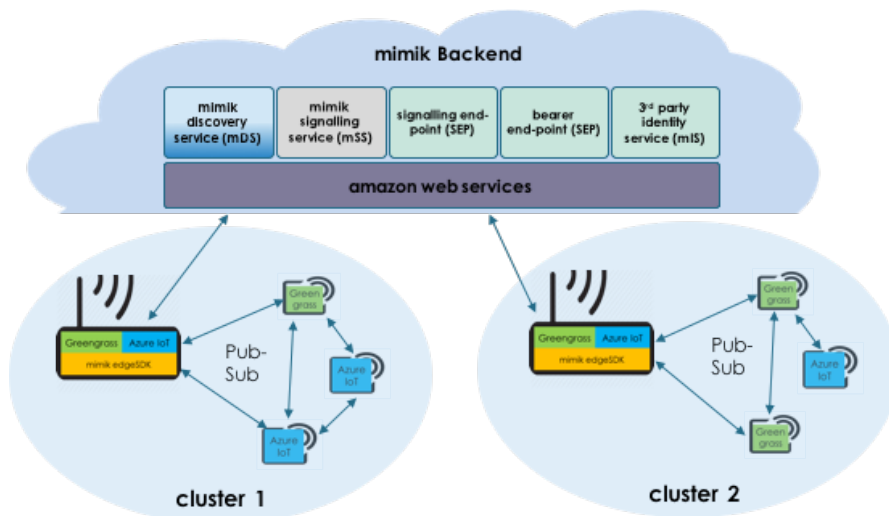 mimik Backend
mimik
discovery
service (mDS)
mimik
signalling
service (mSS)
signalling end-
point (SEP)
bearer
end-point (SEP)
3rd party
identity
service (mIS)
amazon web services
Greengrass
Azure IoT
mimik edgeSDK
Pub-
Sub
Green
grass
Azure
IoT
Azure
IoT
cluster 1
Greengrass
Azure IoT
mimik edgeSDK
Pub-
Sub
Green
grass
Azure
IoT
Green
grass
cluster 2